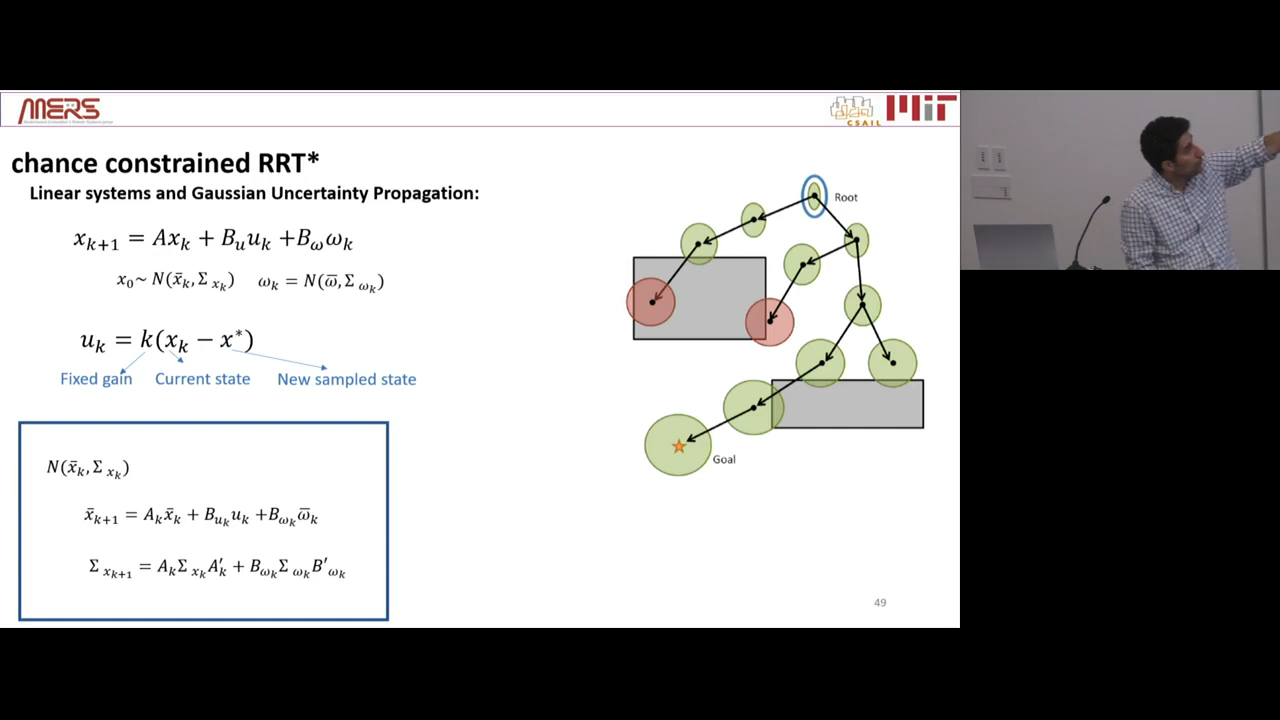 MERS
CSAIL
MIT
chance constrained RRT*
Linear systems and Gaussian Uncertainty Propagation:
x_{k+1} = Ax_k + B_u u_k +B_ω ω_k
x_0~ N(x̄_k, Σ_{x_k}) ω_k = N(ω̄, Σ_{ω_k})
u_k = k(x_k − x*)
Fixed gain Current state New sampled state
N(x̄_k, Σ_{x_k})
x̄_{k+1} = A_k x̄_k + B_{u_k} u_k +B_{ω_k} ω̄_k
Σ_{x_{k+1}} = A_k Σ_{x_k} A′_k + B_{ω_k} Σ_{ω_k} B′_{ω_k}
Root
Goal
49